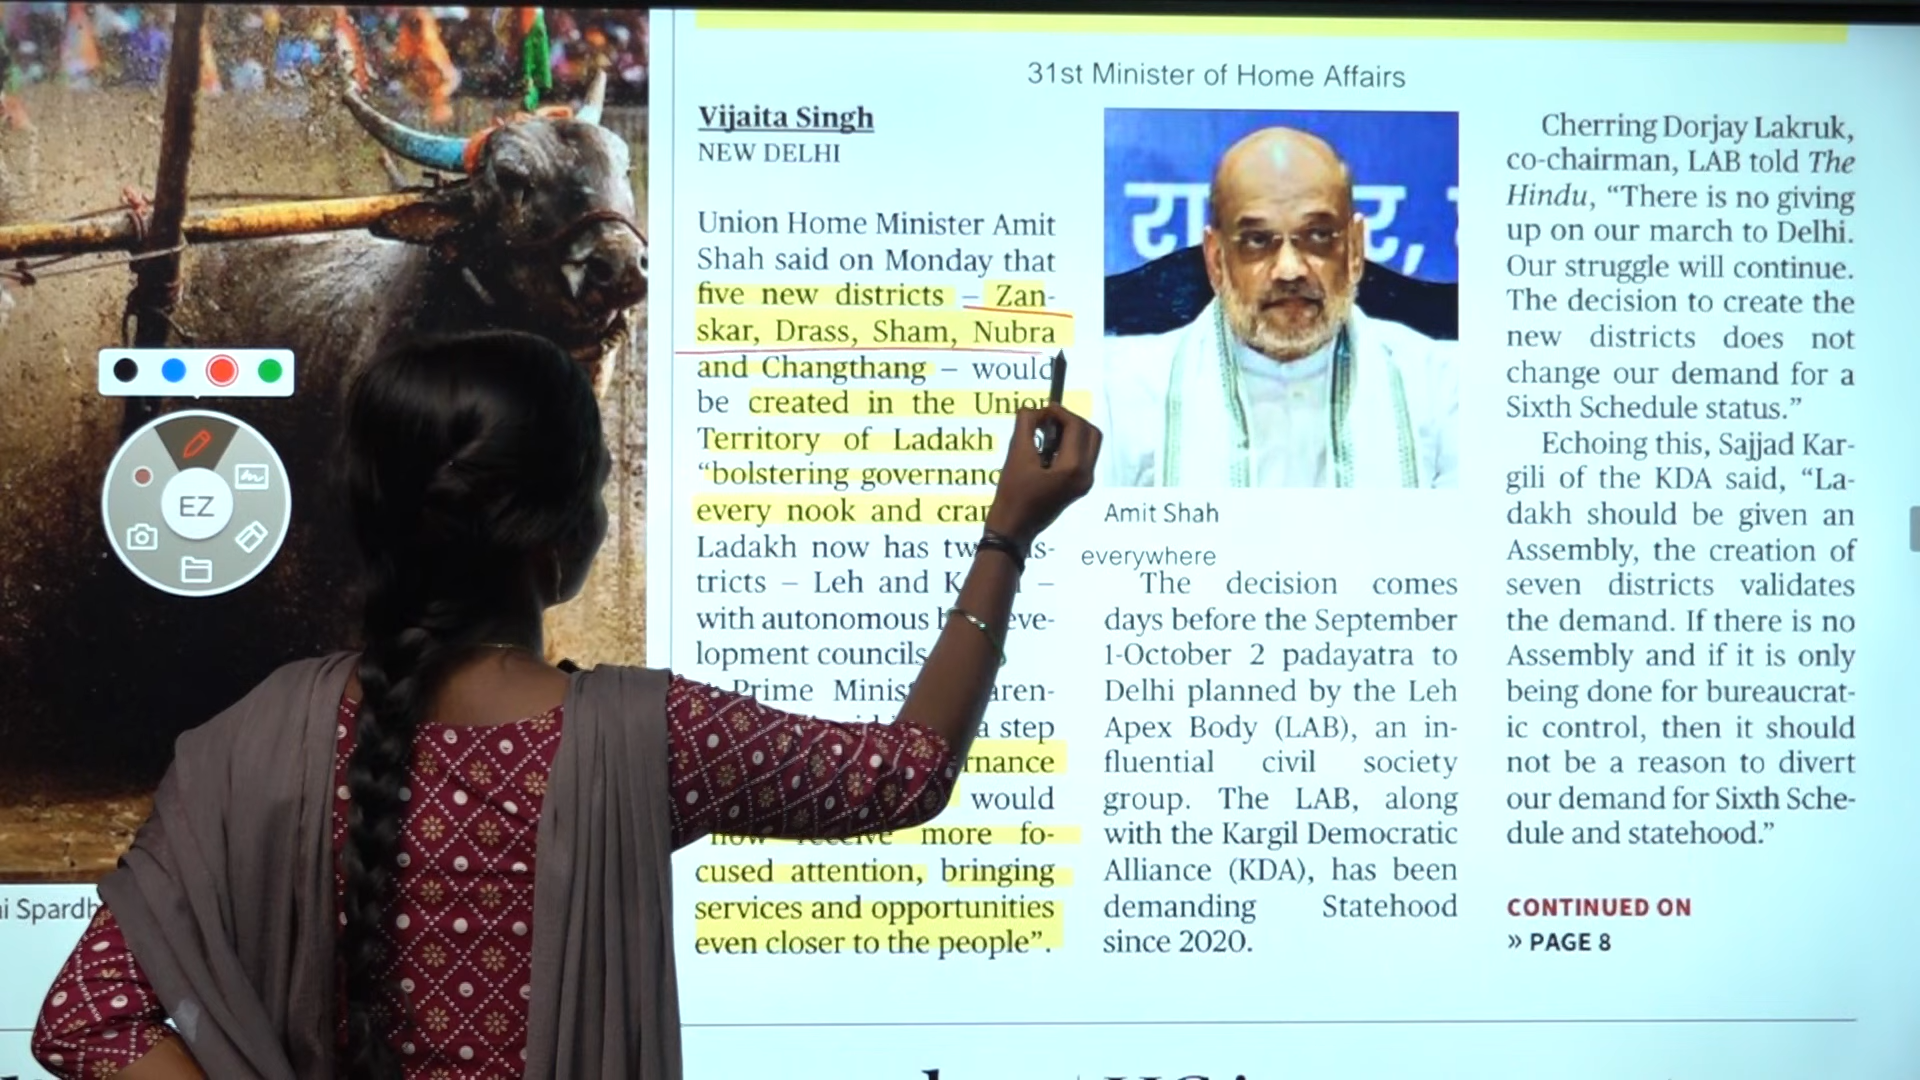 31st Minister of Home Affairs
Vijaita Singh
NEW DELHI
Union Home Minister Amit
Shah said on Monday that
five new districts – Zan-
skar, Drass, Sham, Nubra
and Changthang – would
be created in the Union
Territory of Ladakh
“bolstering governanc
every nook and cran
Ladakh now has tw is-
tricts – Leh and K –
with autonomous eve-
lopment councils
Prime Minis aren-
a step
rnance
would
now receive more fo-
cused attention, bringing
services and opportunities
even closer to the people”.
रा
र,
Amit Shah
everywhere
The decision comes
days before the September
1-October 2 padayatra to
Delhi planned by the Leh
Apex Body (LAB), an in-
fluential civil society
group. The LAB, along
with the Kargil Democratic
Alliance (KDA), has been
demanding Statehood
since 2020.
Cherring Dorjay Lakruk,
co-chairman, LAB told The
Hindu, “There is no giving
up on our march to Delhi.
Our struggle will continue.
The decision to create the
new districts does not
change our demand for a
Sixth Schedule status.”
Echoing this, Sajjad Kar-
gili of the KDA said, “La-
dakh should be given an
Assembly, the creation of
seven districts validates
the demand. If there is no
Assembly and if it is only
being done for bureaucrat-
ic control, then it should
not be a reason to divert
our demand for Sixth Sche-
dule and statehood.”
CONTINUED ON
» PAGE 8
EZ
i Spardh